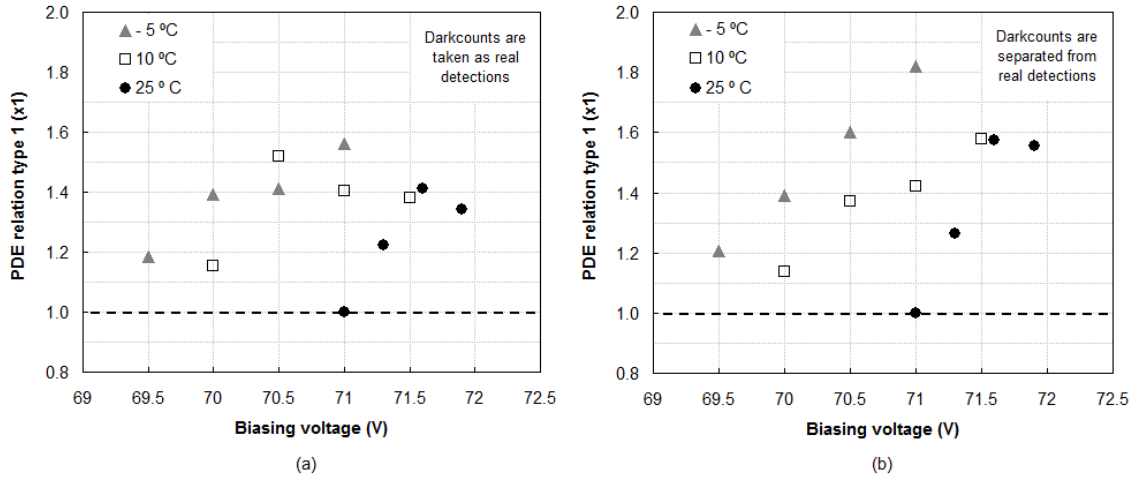 PDE relation type 1 (x1)
2.0
1.8
1.6
1.4
1.2
1.0
0.8
- 5 ºC
10 ºC
25 º C
Darkcounts are
taken as real
detections
69 69.5 70 70.5 71 71.5 72 72.5
Biasing voltage (V)
(a)
PDE relation type 1 (x1)
2.0
1.8
1.6
1.4
1.2
1.0
0.8
- 5 ºC
10 ºC
25 º C
Darkcounts are
separated from
real detections
69 69.5 70 70.5 71 71.5 72 72.5
Biasing voltage (V)
(b)